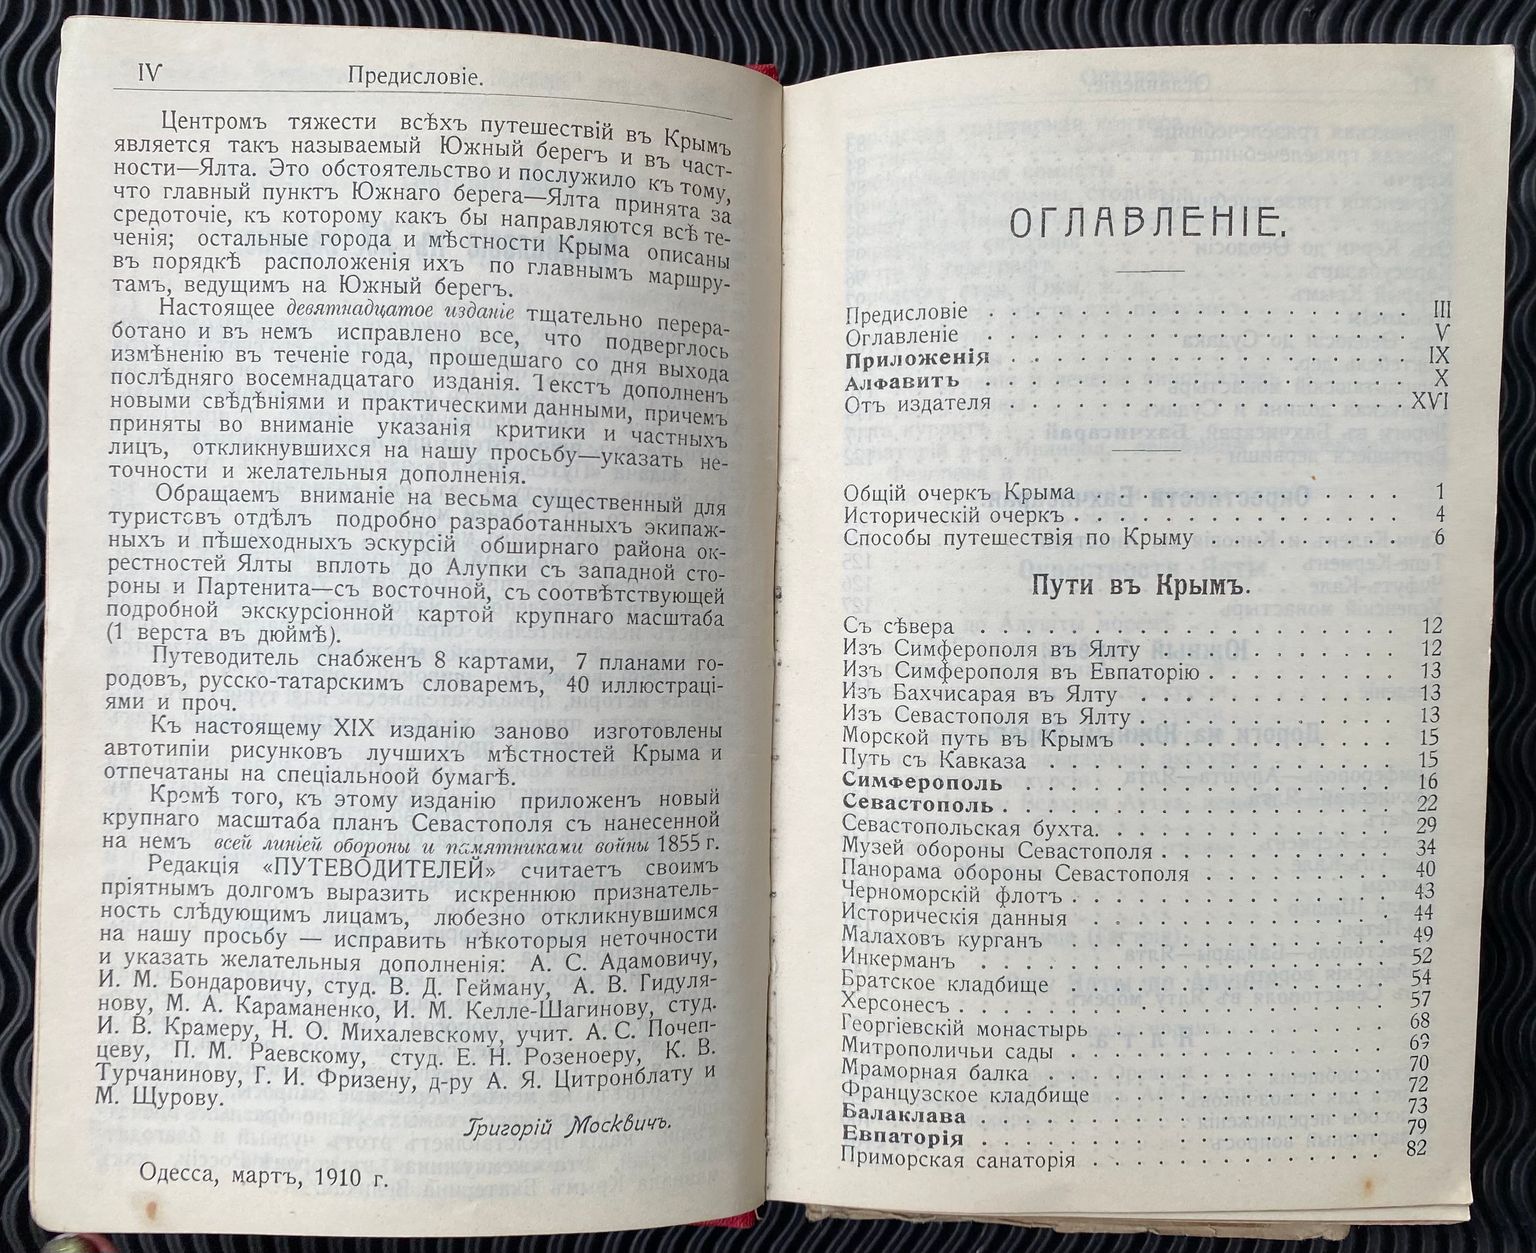 IV
Предисловіе.
Центромъ тяжести всѣхъ путешествій въ Крымъ
является такъ называемый Южный берегъ и въ част-
ности—Ялта. Это обстоятельство и послужило къ тому,
что главный пунктъ Южнаго берега—Ялта принята за
средоточіе, къ которому какъ бы направляются всѣ те-
ченія; остальные города и мѣстности Крыма описаны
въ порядкѣ расположенія ихъ по главнымъ маршру-
тамъ, ведущимъ на Южный берегъ.
Настоящее девятнадцатое изданіе тщательно перера-
ботано и въ немъ исправлено все, что подверглось
измѣненію въ теченіе года, прошедшаго со дня выхода
послѣдняго восемнадцатаго изданія. Текстъ дополненъ
новыми свѣдѣніями и практическими данными, причемъ
приняты во вниманіе указанія критики и частныхъ
лицъ, откликнувшихся на нашу просьбу—указать не-
точности и желательныя дополненія.
Обращаемъ вниманіе на весьма существенный для
туристовъ отдѣлъ подробно разработанныхъ экипаж-
ныхъ и пѣшеходныхъ эскурсій обширнаго района ок-
рестностей Ялты вплоть до Алупки съ западной сто-
роны и Партенита—съ восточной, съ соотвѣтствующей
подробной экскурсіонной картой крупнаго масштаба
(1 верста въ дюймѣ).
Путеводитель снабженъ 8 картами, 7 планами го-
родовъ, русско-татарскимъ словаремъ, 40 иллюстраці-
ями и проч.
Къ настоящему XIX изданію заново изготовлены
автотипіи рисунковъ лучшихъ мѣстностей Крыма и
отпечатаны на спеціальноой бумагѣ.
Кромѣ того, къ этому изданію приложенъ новый
крупнаго масштаба планъ Севастополя съ нанесенной
на немъ всей линіей обороны и памятниками войны 1855 г.
Редакція «ПУТЕВОДИТЕЛЕЙ» считаетъ своимъ
пріятнымъ долгомъ выразить искреннюю признатель-
ность слѣдующимъ лицамъ, любезно откликнувшимся
на нашу просьбу — исправить нѣкоторыя неточности
и указать желательныя дополненія: А. С. Адамовичу,
И. М. Бондаровичу, студ. В. Д. Гейману, А. В. Гидуля-
нову, М. А. Караманенко, И. М. Келле-Шагинову, студ.
И. В. Крамеру, Н. О. Михалевскому, учит. А. С. Почеп-
цеву, П. М. Раевскому, студ. Е. Н. Розеноеру, К. В.
Турчанинову, Г. И. Фризену, д-ру А. Я. Цитронблату и
М. Щурову.
Григорій Москвичъ.
Одесса, мартъ, 1910 г.
ОГЛАВЛЕНІЕ.
Предисловіе . . . . . . . . . . . . . . . . . III
Оглавленіе . . . . . . . . . . . . . . . . . V
Приложенія . . . . . . . . . . . . . . . . IX
Алфавитъ . . . . . . . . . . . . . . . . . X
Отъ издателя . . . . . . . . . . . . . . . XVI
Общій очеркъ Крыма . . . . . . . . . . . . . 1
Историческій очеркъ . . . . . . . . . . . . . . 4
Способы путешествія по Крыму . . . . . . . . . 6
Пути въ Крымъ.
Съ сѣвера . . . . . . . . . . . . . . . . . 12
Изъ Симферополя въ Ялту . . . . . . . . . . 12
Изъ Симферополя въ Евпаторію . . . . . . . . 13
Изъ Бахчисарая въ Ялту . . . . . . . . . . . 13
Изъ Севастополя въ Ялту . . . . . . . . . . . 13
Морской путь въ Крымъ . . . . . . . . . . . 15
Путь съ Кавказа . . . . . . . . . . . . . . 15
Симферополь . . . . . . . . . . . . . . . 16
Севастополь . . . . . . . . . . . . . . . . 22
Севастопольская бухта. . . . . . . . . . . . . 29
Музей обороны Севастополя . . . . . . . . . . 34
Панорама обороны Севастополя . . . . . . . . . 40
Черноморскій флотъ . . . . . . . . . . . . . 43
Историческія данныя . . . . . . . . . . . . . 44
Малаховъ курганъ . . . . . . . . . . . . . . 49
Инкерманъ . . . . . . . . . . . . . . . . . 52
Братское кладбище . . . . . . . . . . . . . . 54
Херсонесъ . . . . . . . . . . . . . . . . . 57
Георгіевскій монастырь . . . . . . . . . . . . 68
Митрополичьи сады . . . . . . . . . . . . . 69
Мраморная балка . . . . . . . . . . . . . . 70
Французское кладбище . . . . . . . . . . . . 72
Балаклава . . . . . . . . . . . . . . . . 73
Евпаторія . . . . . . . . . . . . . . . . . 79
Приморская санаторія . . . . . . . . . . . . . 82